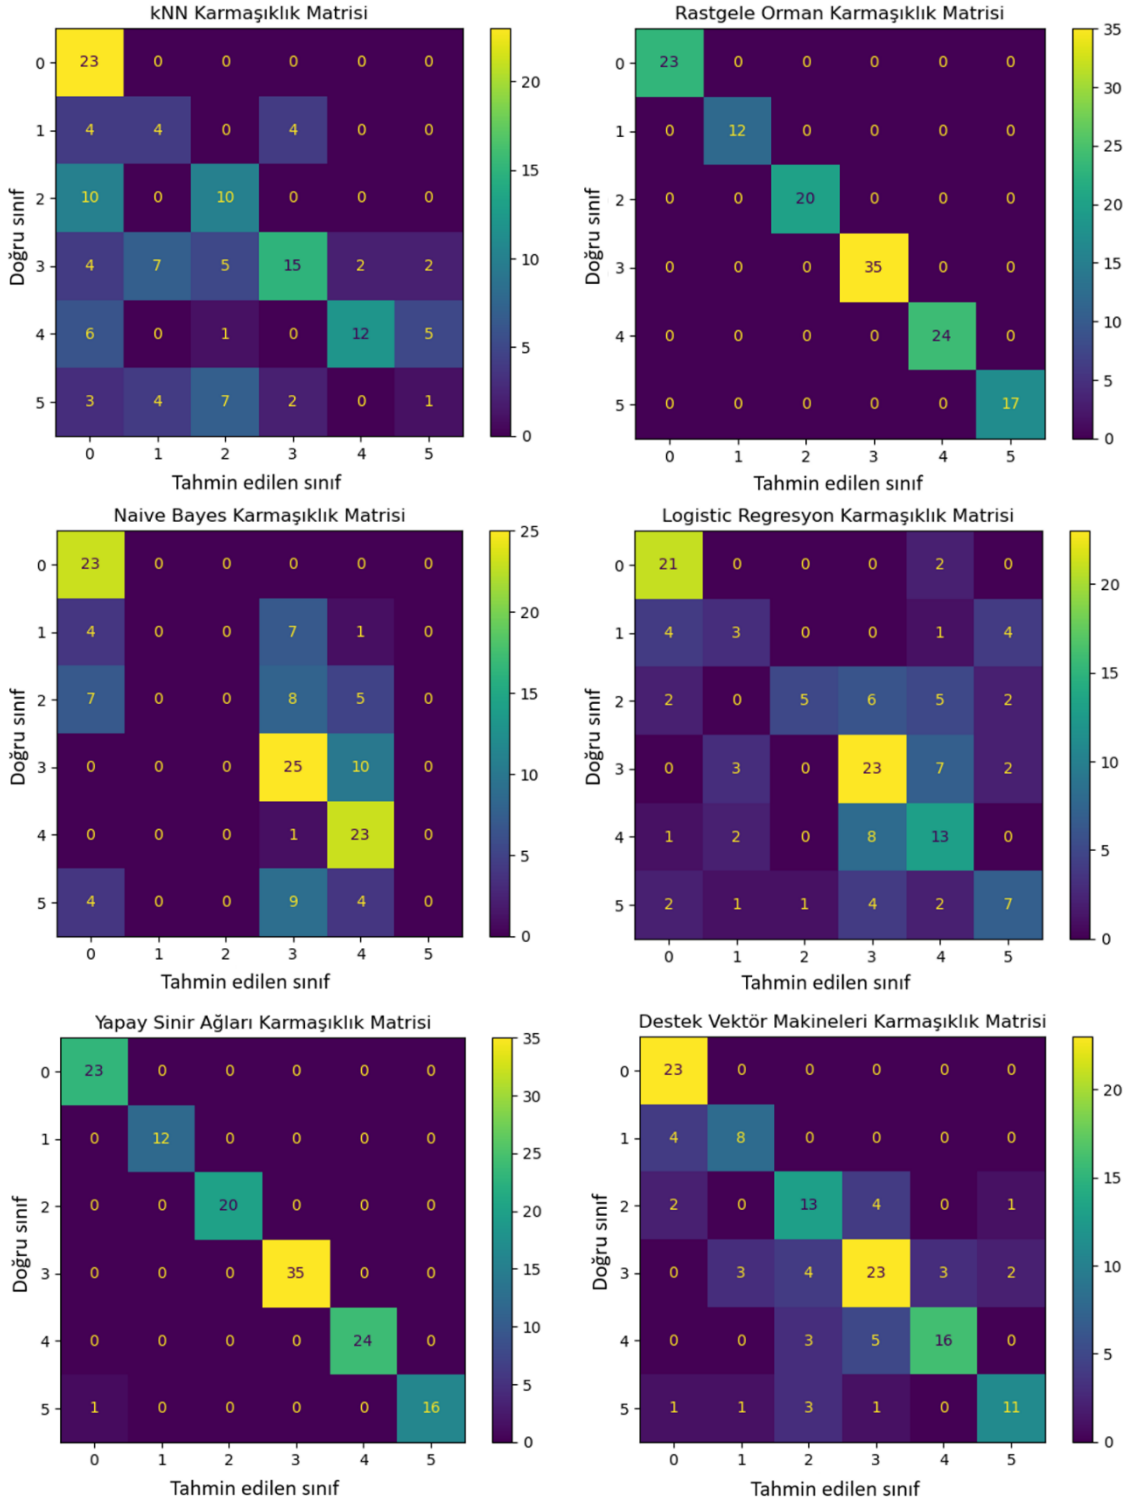 kNN Karmaşıklık Matrisi
0 23 0 0 0 0 0
1 4 4 0 4 0 0
2 10 0 10 0 0 0
3 4 7 5 15 2 2
4 6 0 1 0 12 5
5 3 4 7 2 0 1
0 1 2 3 4 5
Doğru sınıf
Tahmin edilen sınıf
20
15
10
5
0
Rastgele Orman Karmaşıklık Matrisi
0 23 0 0 0 0 0
1 0 12 0 0 0 0
2 0 0 20 0 0 0
3 0 0 0 35 0 0
4 0 0 0 0 24 0
5 0 0 0 0 0 17
0 1 2 3 4 5
Doğru sınıf
Tahmin edilen sınıf
35
30
25
20
15
10
5
0
Naive Bayes Karmaşıklık Matrisi
0 23 0 0 0 0 0
1 4 0 0 7 1 0
2 7 0 0 8 5 0
3 0 0 0 25 10 0
4 0 0 0 1 23 0
5 4 0 0 9 4 0
0 1 2 3 4 5
Doğru sınıf
Tahmin edilen sınıf
25
20
15
10
5
0
Logistic Regresyon Karmaşıklık Matrisi
0 21 0 0 0 2 0
1 4 3 0 0 1 4
2 2 0 5 6 5 2
3 0 3 0 23 7 2
4 1 2 0 8 13 0
5 2 1 1 4 2 7
0 1 2 3 4 5
Doğru sınıf
Tahmin edilen sınıf
20
15
10
5
0
Yapay Sinir Ağları Karmaşıklık Matrisi
0 23 0 0 0 0 0
1 0 12 0 0 0 0
2 0 0 20 0 0 0
3 0 0 0 35 0 0
4 0 0 0 0 24 0
5 1 0 0 0 0 16
0 1 2 3 4 5
Doğru sınıf
Tahmin edilen sınıf
35
30
25
20
15
10
5
0
Destek Vektör Makineleri Karmaşıklık Matrisi
0 23 0 0 0 0 0
1 4 8 0 0 0 0
2 2 0 13 4 0 1
3 0 3 4 23 3 2
4 0 0 3 5 16 0
5 1 1 3 1 0 11
0 1 2 3 4 5
Doğru sınıf
Tahmin edilen sınıf
20
15
10
5
0